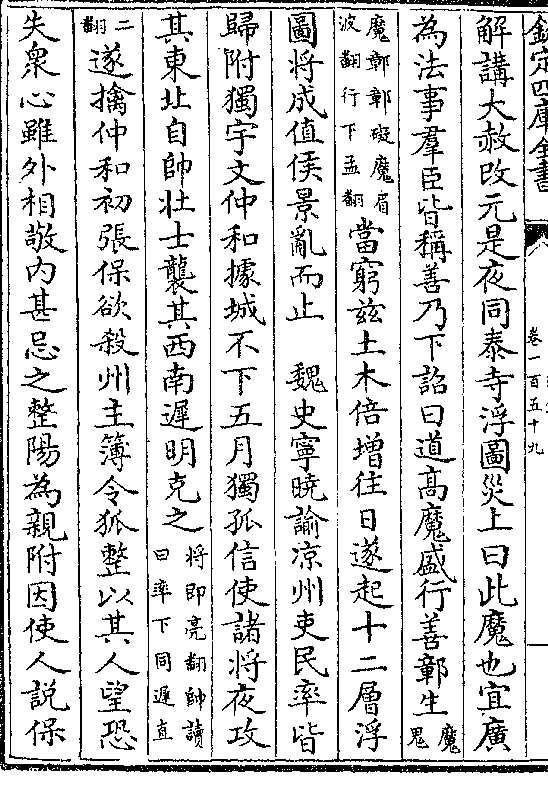 欽定四庫全書
卷一百五十九
解講大赦改元是夜同泰寺浮圖災上曰此魔也宜廣
為法事羣臣皆稱善乃下詔曰道高魔盛行善鄣生魔眉
波翻鄣鄣礙魔眉
波翻行下孟翻當窮兹土木倍增往日遂起十二層浮
圖將成值侯景亂而止　魏史寧曉諭涼州吏民率皆
歸附獨宇文仲和據城不下五月獨孤信使諸將夜攻
其東北自帥壯士襲其西南遲明克之將即亮翻帥讀
曰率下同遲直
二翻遂擒仲和初張保欲殺州主簿令狐整以其人望恐
失衆心雖外相敬内甚忌之整陽為親附因使人説保